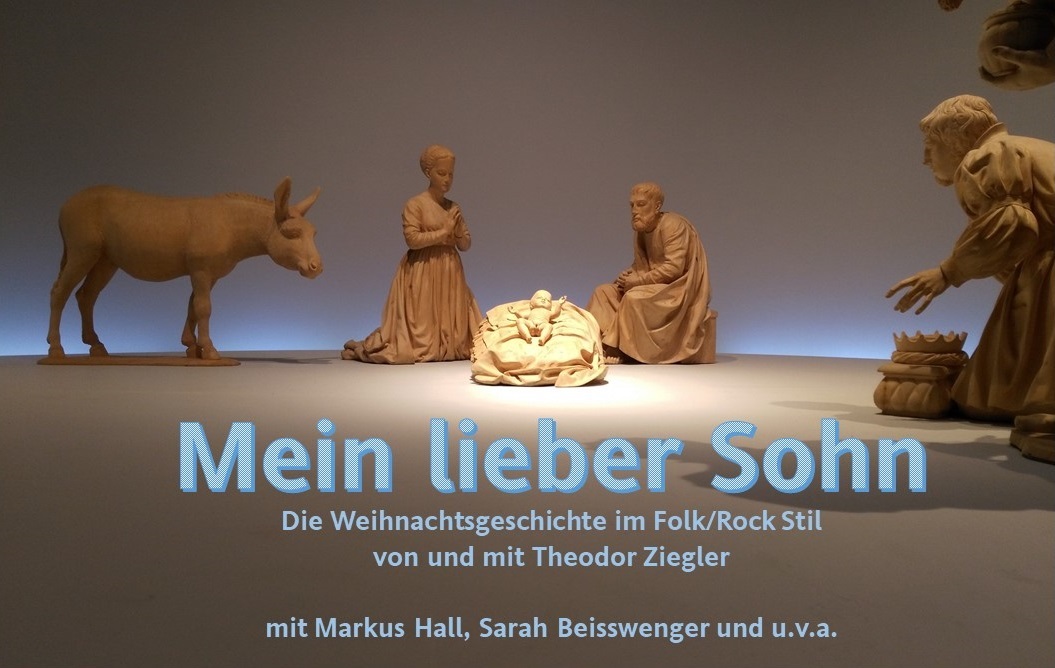 Mein lieber Sohn
Die Weihnachtsgeschichte im Folk/Rock Stil
von und mit Theodor Ziegler
mit Markus Hall, Sarah Beisswenger und u.v.a.